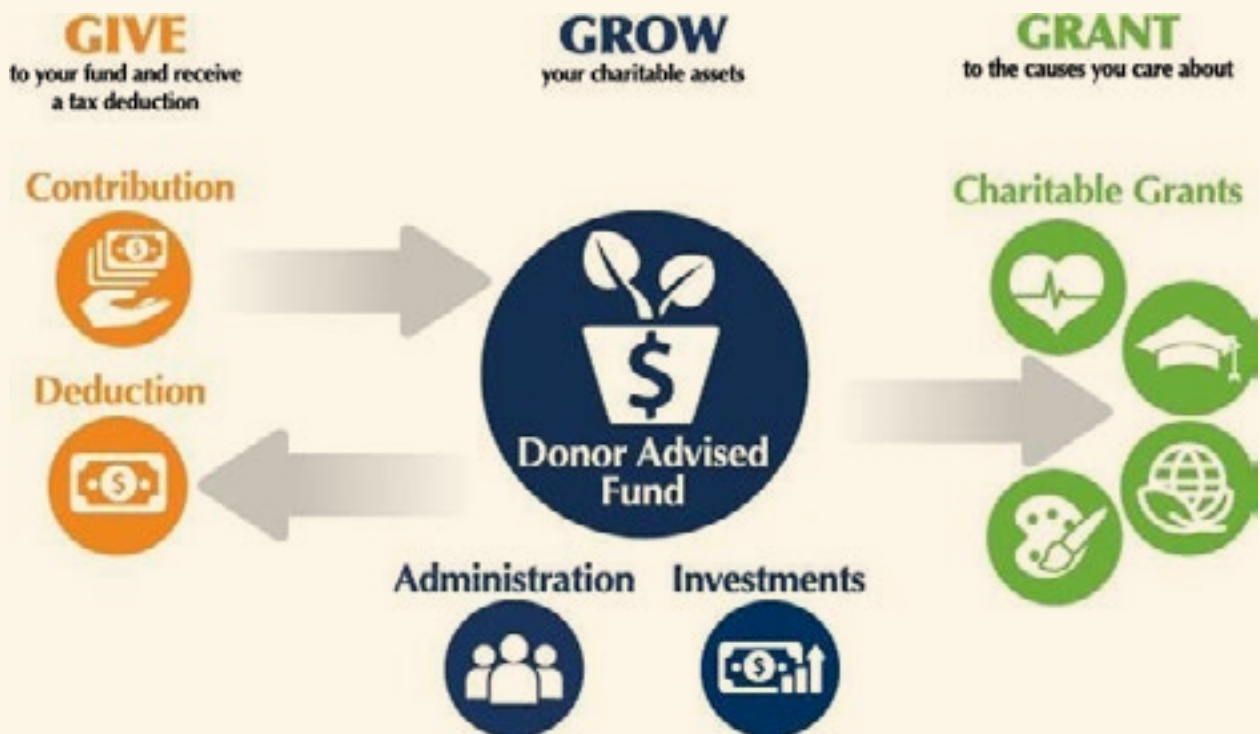 GIVE
to your fund and receive
a tax deduction
GROW
your charitable assets
GRANT
to the causes you care about
Contribution
$
Deduction
$
$
Donor Advised
Fund
Administration
Investments
$
Charitable Grants